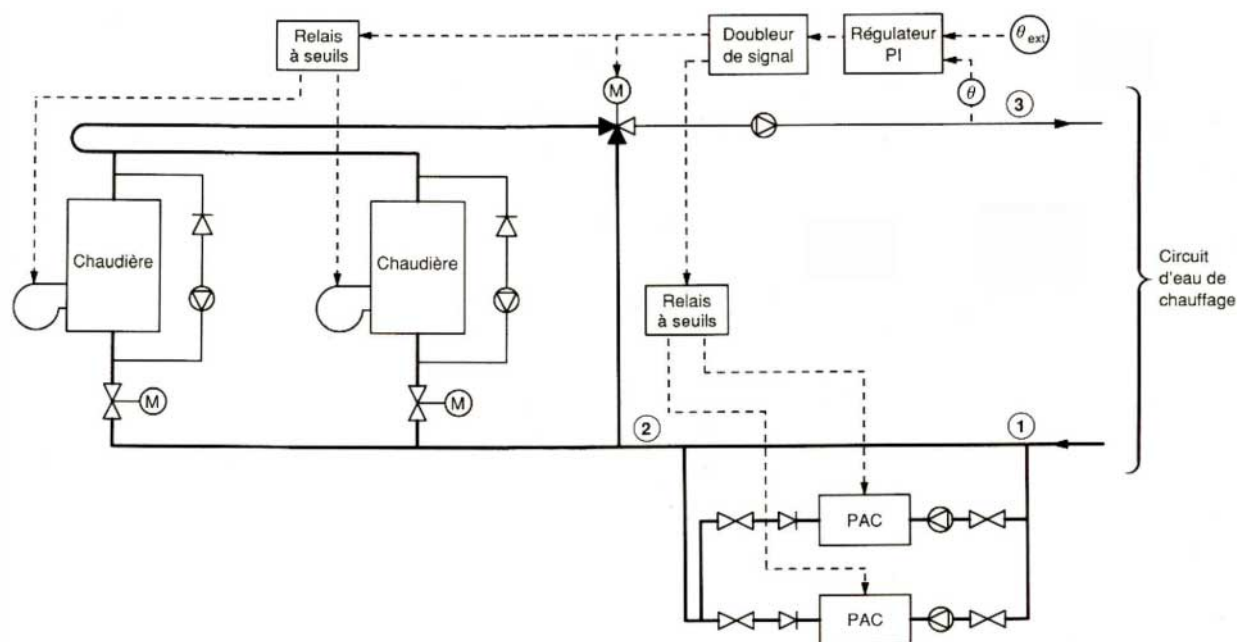 Relais
à seuils
Doubleur
de signal
Régulateur
PI
θext
M
θ
3
Chaudière
Chaudière
Circuit
d'eau de
chauffage
Relais
à seuils
M
M
2
1
PAC
PAC